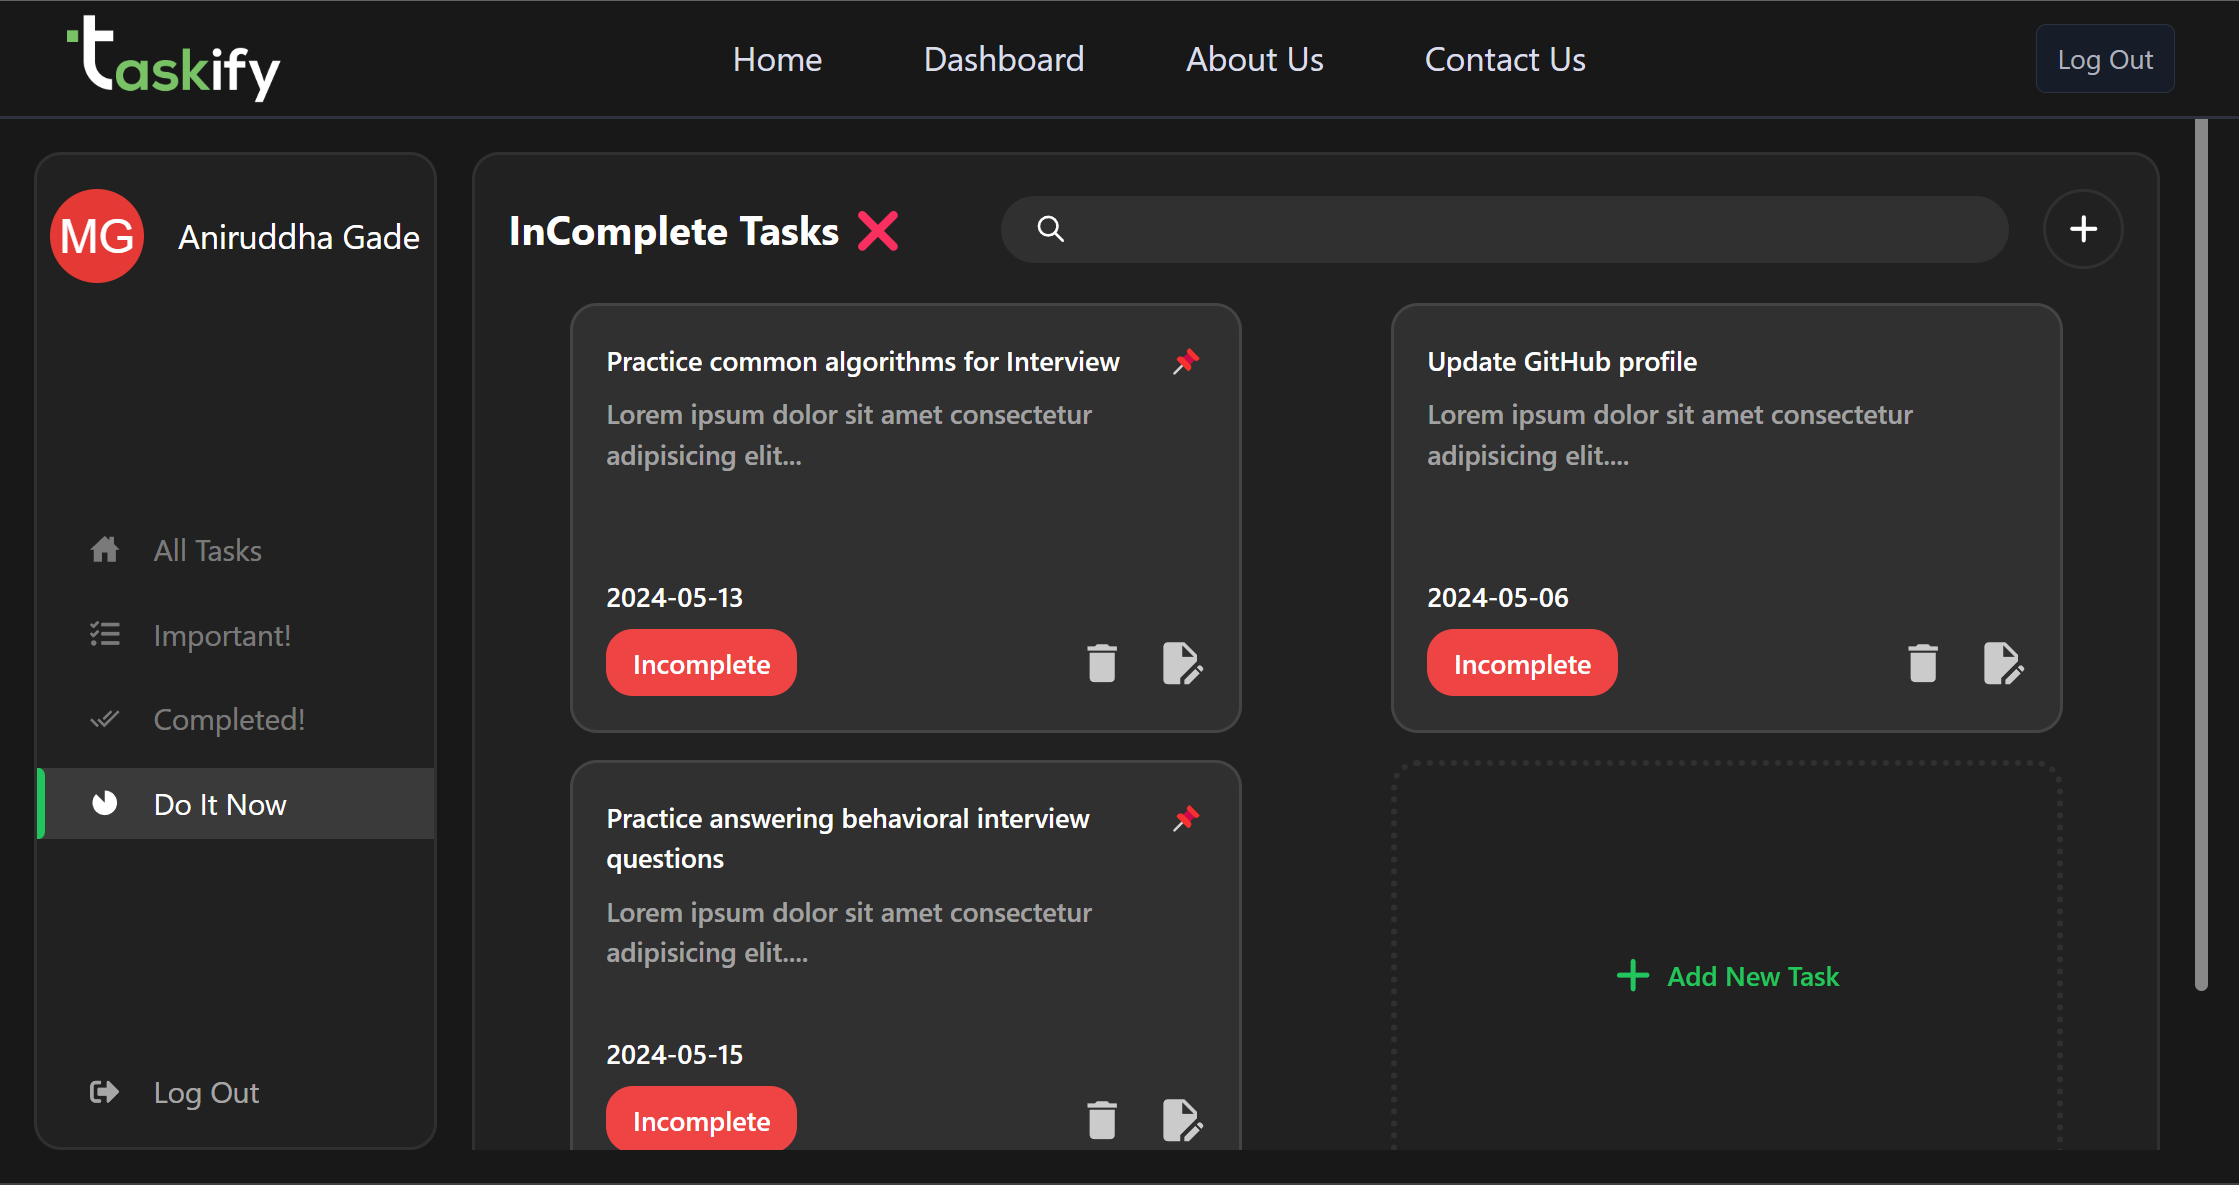 taskify
Home
Dashboard
About Us
Contact Us
Log Out
MG
Aniruddha Gade
All Tasks
Important!
Completed!
Do It Now
Log Out
InComplete Tasks
Practice common algorithms for Interview
Lorem ipsum dolor sit amet consectetur
adipisicing elit...
2024-05-13
Incomplete
Update GitHub profile
Lorem ipsum dolor sit amet consectetur
adipisicing elit....
2024-05-06
Incomplete
Practice answering behavioral interview
questions
Lorem ipsum dolor sit amet consectetur
adipisicing elit....
2024-05-15
Incomplete
Add New Task